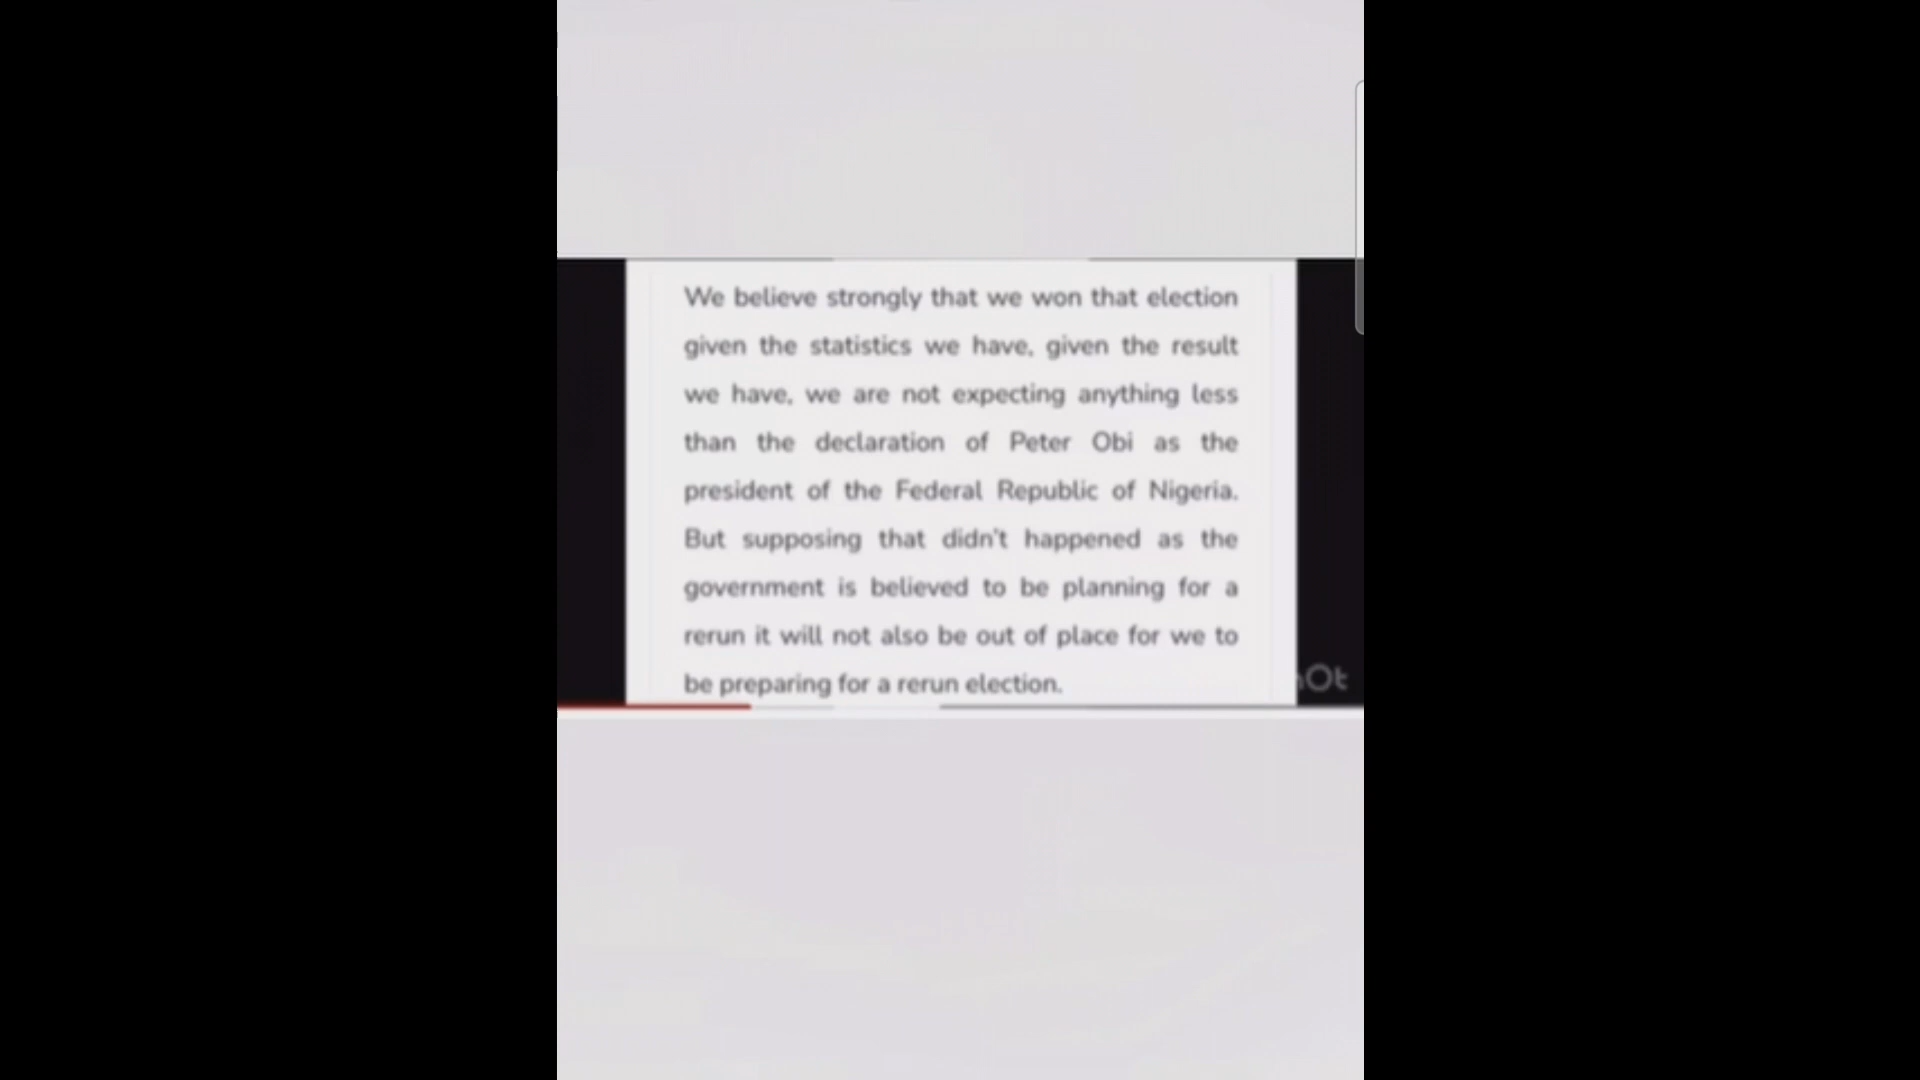 We believe strongly that we won that election
given the statistics we have, given the result
we have, we are not expecting anything less
than the declaration of Peter Obi as the
president of the Federal Republic of Nigeria.
But supposing that didn't happened as the
government is believed to be planning for a
rerun it will not also be out of place for we to
be preparing for a rerun election.